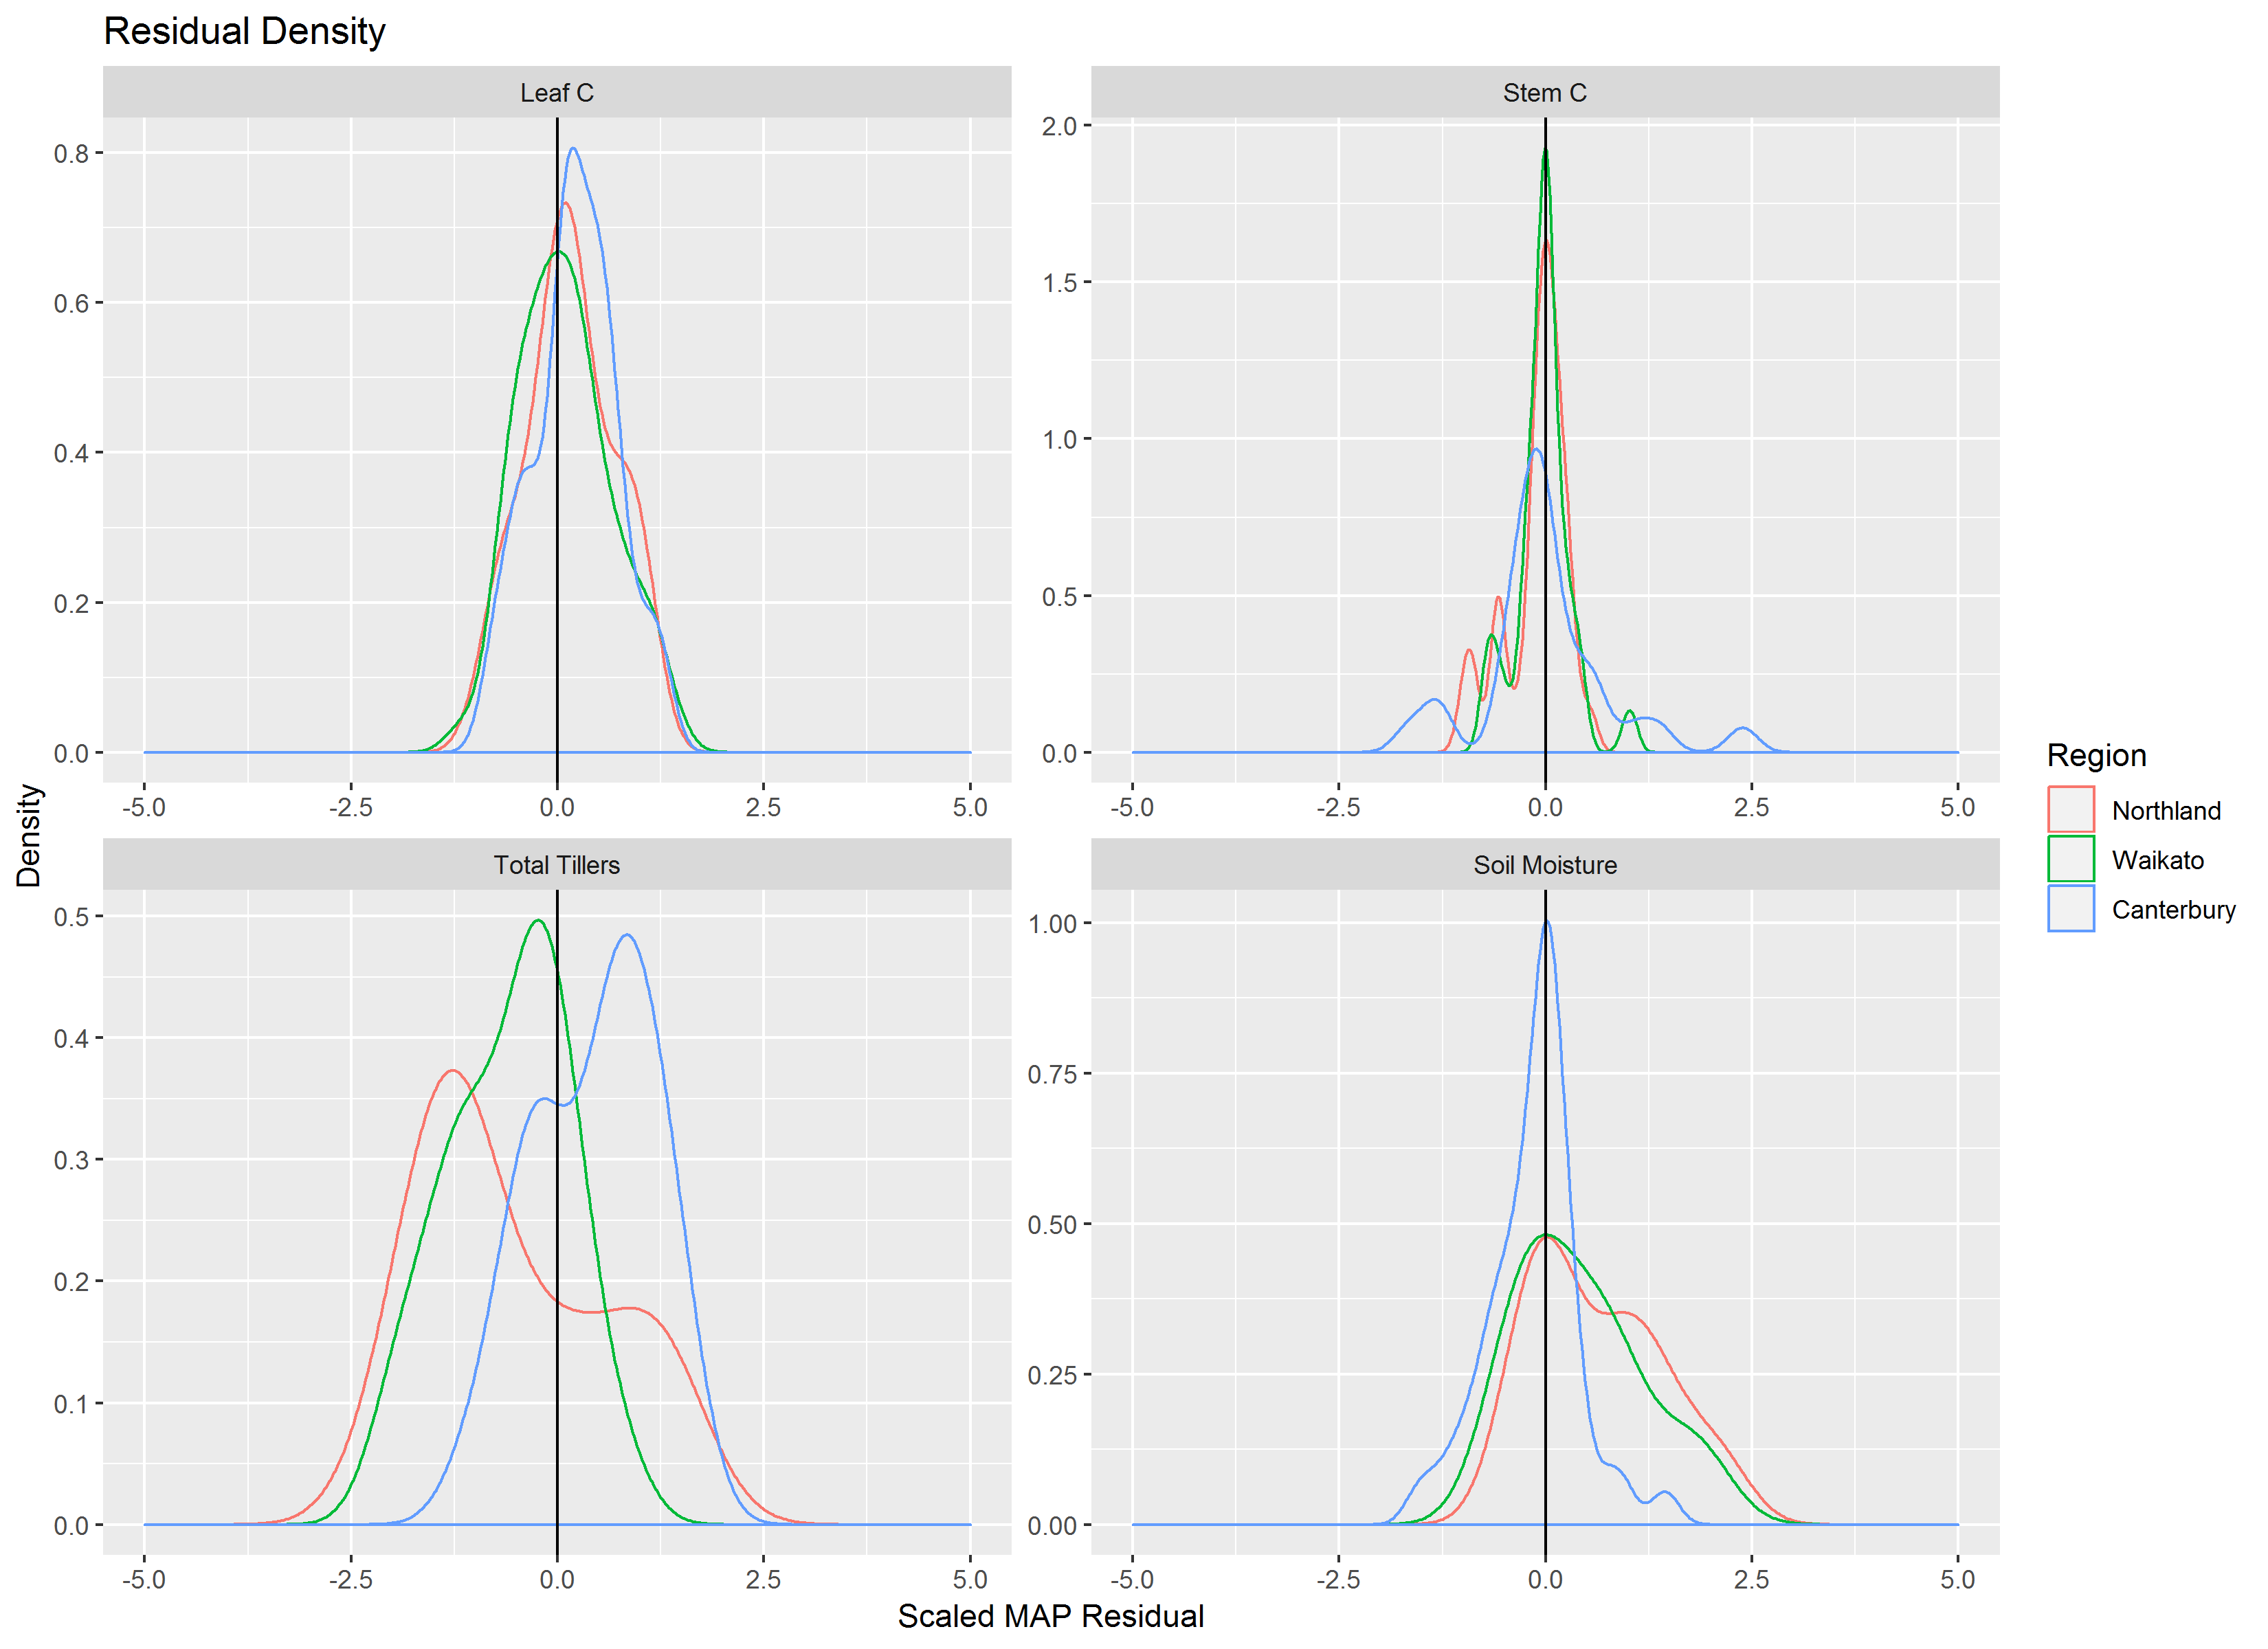 Residual Density
Leaf C
Stem C
0.8
0.6
0.4
0.2
0.0
2.0
1.5
1.0
0.5
0.0
-5.0 -2.5 0.0 2.5 5.0
-5.0 -2.5 0.0 2.5 5.0
Total Tillers
Soil Moisture
0.5
0.4
0.3
0.2
0.1
0.0
1.00
0.75
0.50
0.25
0.00
-5.0 -2.5 0.0 2.5 5.0
-5.0 -2.5 0.0 2.5 5.0
Density
Scaled MAP Residual
Region
Northland
Waikato
Canterbury